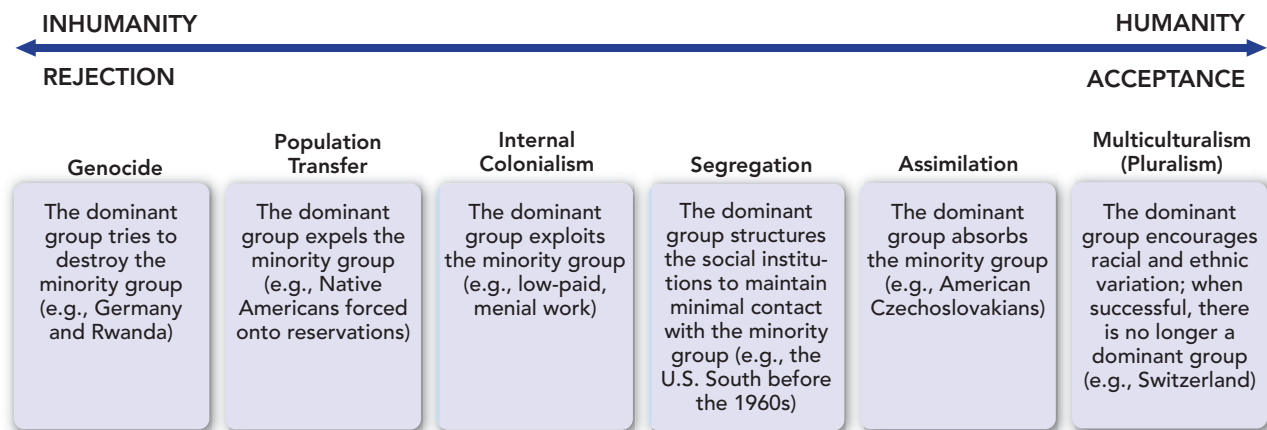 INHUMANITY
HUMANITY
REJECTION
ACCEPTANCE
Genocide
The dominant
group tries to
destroy the
minority group
(e.g., Germany
and Rwanda)
Population
Transfer
The dominant
group expels the
minority group
(e.g., Native
Americans forced
onto reservations)
Internal
Colonialism
The dominant
group exploits
the minority group
(e.g., low-paid,
menial work)
Segregation
The dominant
group structures
the social institu-
tions to maintain
minimal contact
with the minority
group (e.g., the
U.S. South before
the 1960s)
Assimilation
The dominant
group absorbs
the minority group
(e.g., American
Czechoslovakians)
Multiculturalism
(Pluralism)
The dominant
group encourages
racial and ethnic
variation; when
successful, there
is no longer a
dominant group
(e.g., Switzerland)